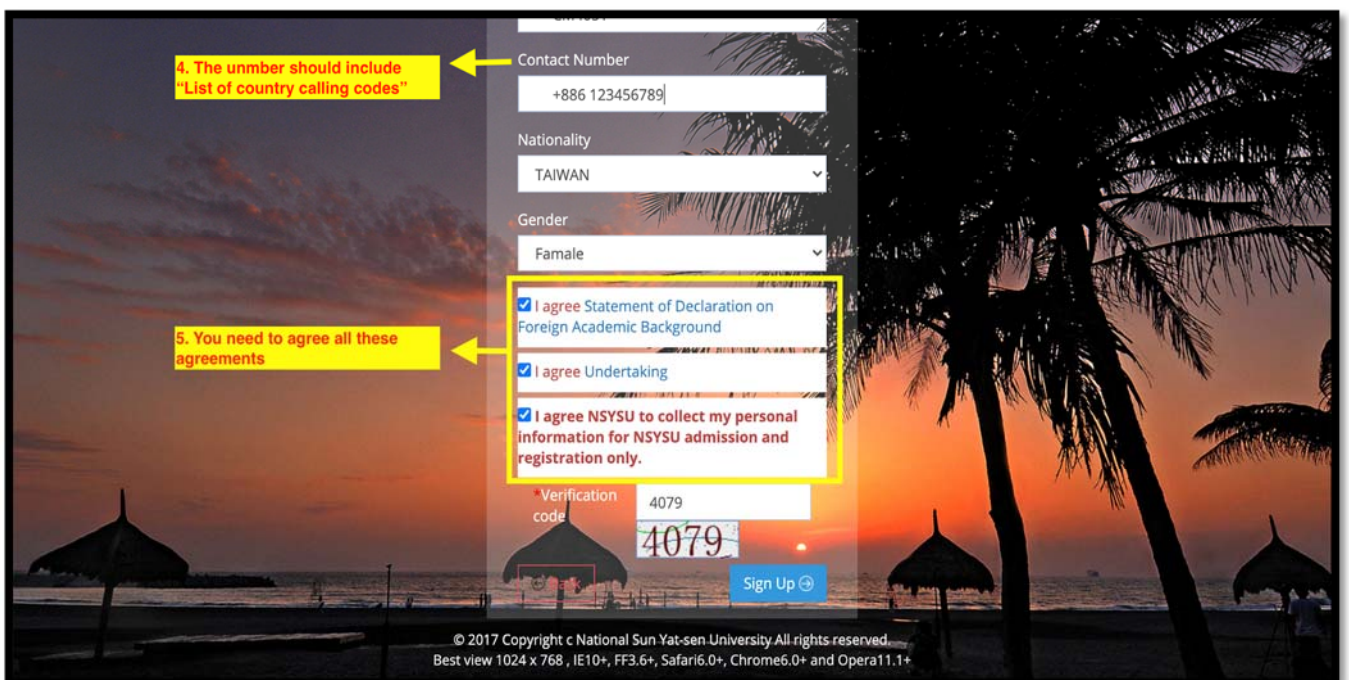 4. The unmber should include
"List of country calling codes"
Contact Number
+886 123456789
Nationality
TAIWAN
Gender
Famale
5. You need to agree all these
agreements
I agree Statement of Declaration on
Foreign Academic Background
I agree Undertaking
I agree NSYSU to collect my personal
information for NSYSU admission and
registration only.
*Verification
code
4079
4079
Back
Sign Up
© 2017 Copyright c National Sun Yat-sen University All rights reserved.
Best view 1024 x 768 , IE10+, FF3.6+, Safari6.0+, Chrome6.0+ and Opera11.1+